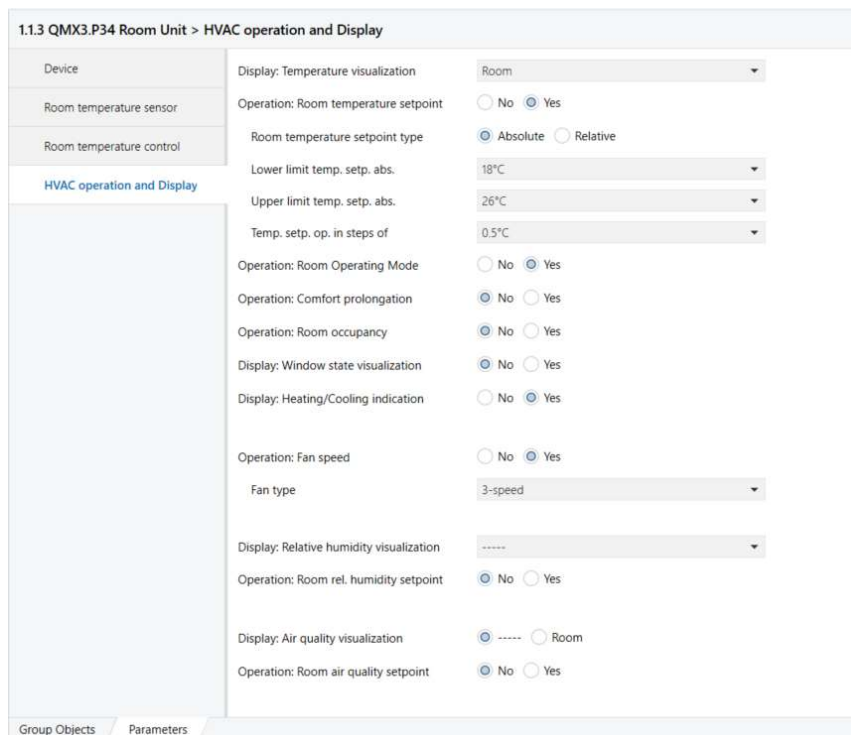 1.1.3 QMX3.P34 Room Unit > HVAC operation and Display
Device
Room temperature sensor
Room temperature control
HVAC operation and Display
Display: Temperature visualization Room
Operation: Room temperature setpoint No Yes
Room temperature setpoint type Absolute Relative
Lower limit temp. setp. abs. 18°C
Upper limit temp. setp. abs. 26°C
Temp. setp. op. in steps of 0.5°C
Operation: Room Operating Mode No Yes
Operation: Comfort prolongation No Yes
Operation: Room occupancy No Yes
Display: Window state visualization No Yes
Display: Heating/Cooling indication No Yes
Operation: Fan speed No Yes
Fan type 3-speed
Display: Relative humidity visualization -----
Operation: Room rel. humidity setpoint No Yes
Display: Air quality visualization ----- Room
Operation: Room air quality setpoint No Yes
Group Objects Parameters